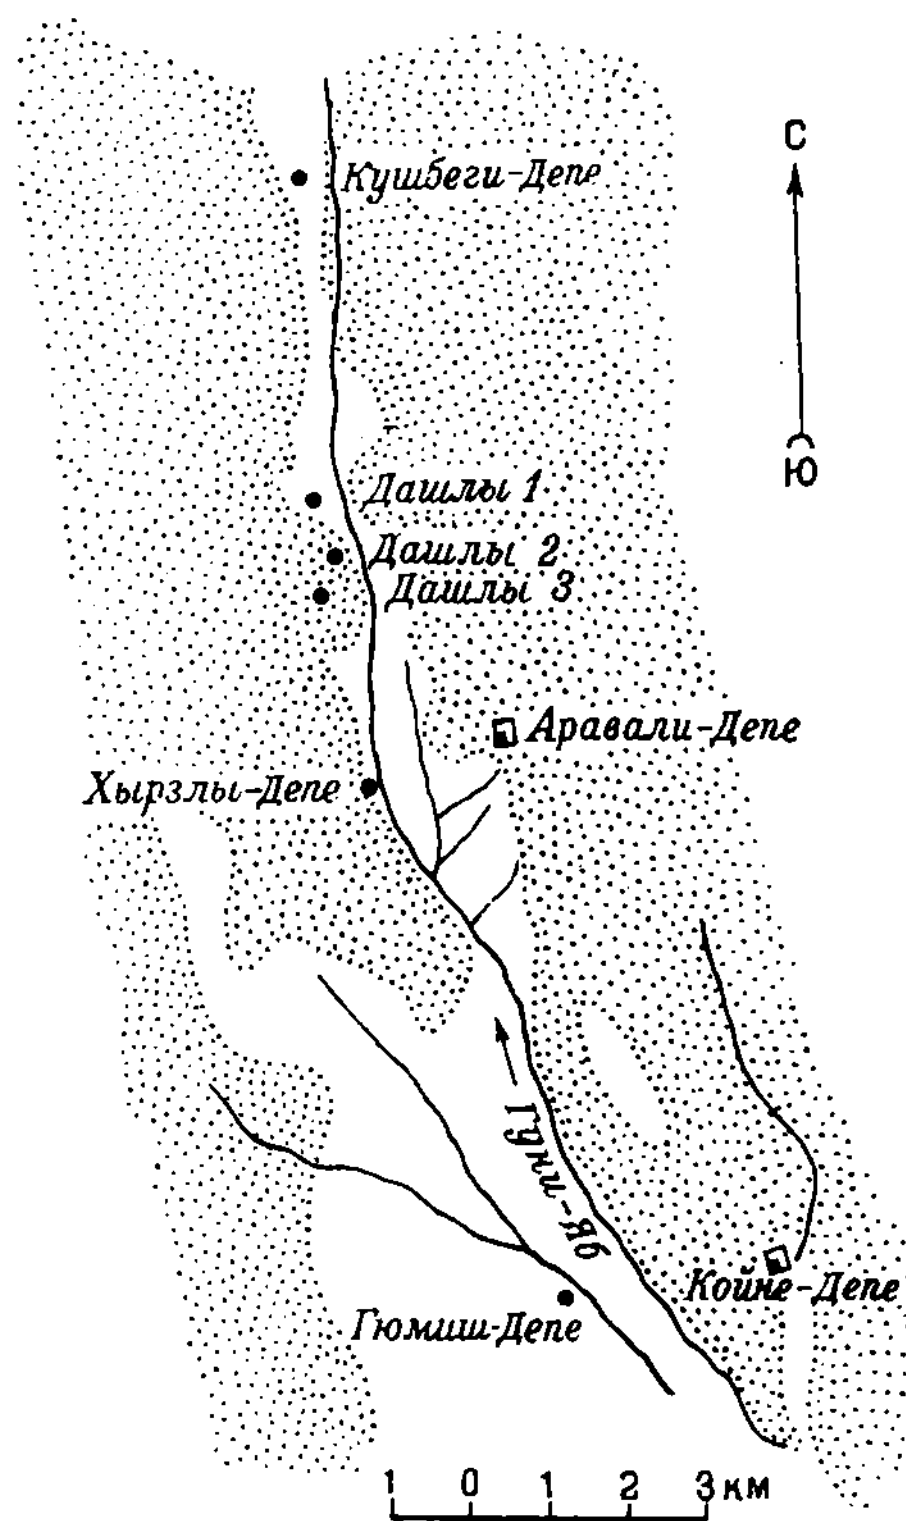 С
Кушбеги-Депе
Ю
Дашлы 1
Дашлы 2
Дашлы 3
Аравали-Депе
Хырзлы-Депе
Гуни-Яб
Койне-Депе
Гюмиш-Депе
1 0 1 2 3 км